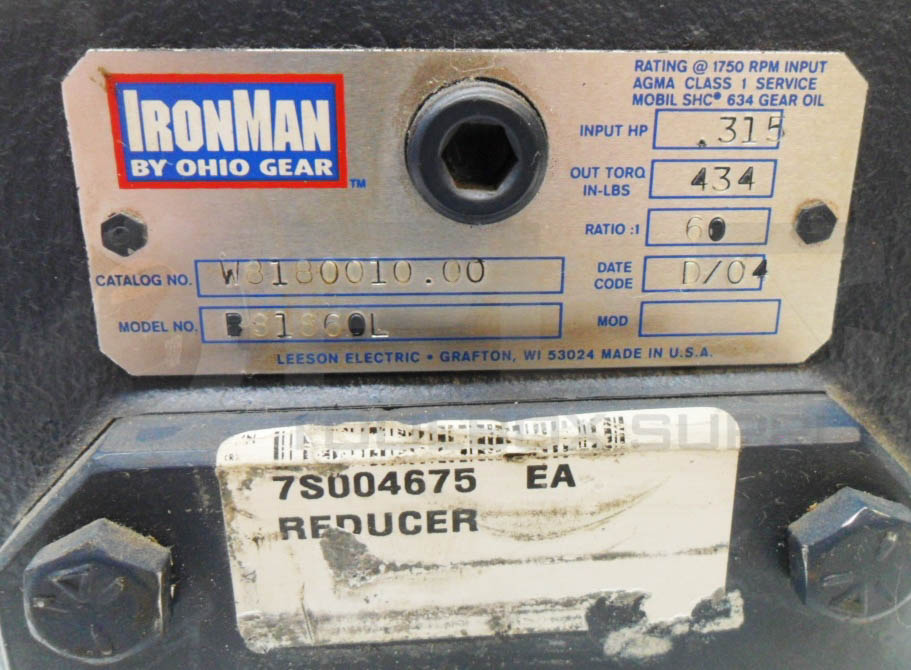 IRONMAN
BY OHIO GEAR
™
RATING @ 1750 RPM INPUT
AGMA CLASS 1 SERVICE
MOBIL SHC® 634 GEAR OIL
INPUT HP .315
OUT TORQ IN-LBS 434
RATIO :1 60
CATALOG NO. W8180010.00
DATE CODE D/04
MODEL NO. B81860L
MOD
LEESON ELECTRIC • GRAFTON, WI 53024 MADE IN U.S.A.
7S004675 EA
REDUCER